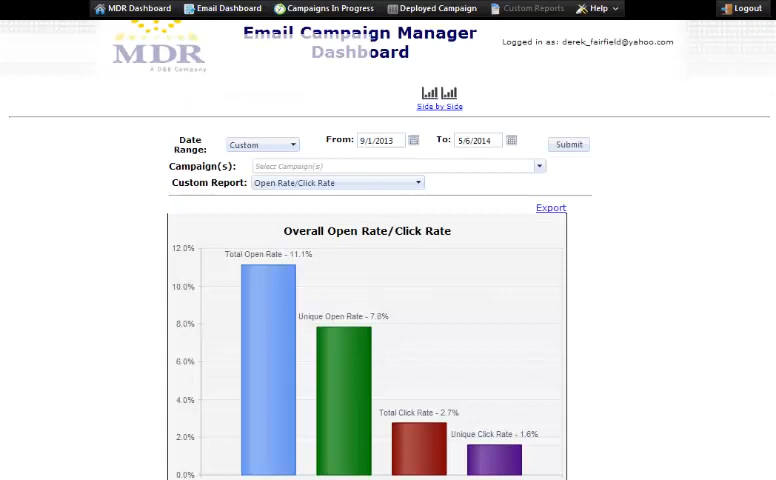 MDR Dashboard Email Dashboard Campaigns In Progress Deployed Campaign Custom Reports Help Logout
MDR
A D&B Company
Email Campaign Manager
Dashboard
Logged in as: derek_fairfield@yahoo.com
Side by Side
Date Range: Custom From: 9/1/2013 To: 5/6/2014 Submit
Campaign(s): Select Campaign(s)
Custom Report: Open Rate/Click Rate
Export
Overall Open Rate/Click Rate
12.0%
Total Open Rate - 11.1%
10.0%
Unique Open Rate - 7.8%
8.0%
6.0%
4.0%
Total Click Rate - 2.7%
2.0%
Unique Click Rate - 1.6%
0.0%